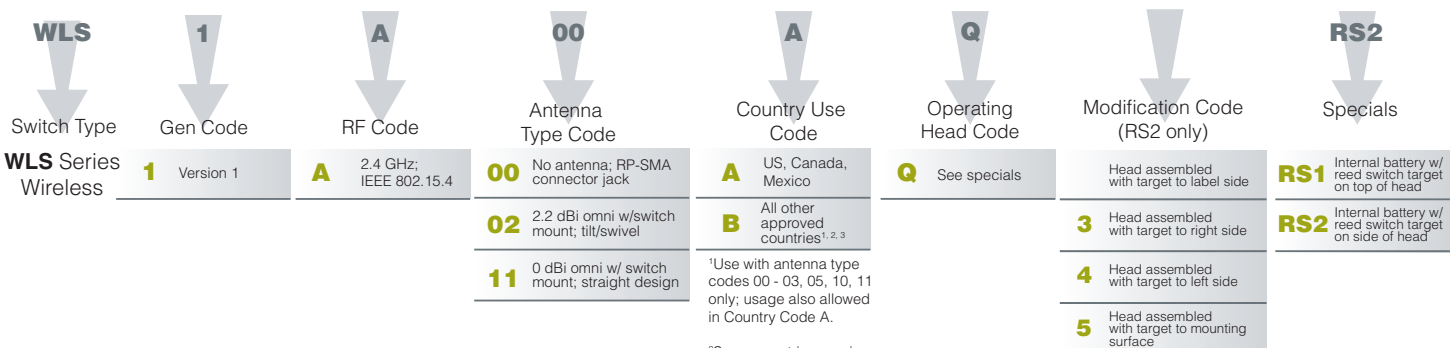 WLS 1 A 00 A Q RS2
Switch Type
WLS Series
Wireless
Gen Code
1 Version 1
RF Code
A 2.4 GHz;
IEEE 802.15.4
Antenna
Type Code
00 No antenna; RP-SMA
connector jack
02 2.2 dBi omni w/switch
mount; tilt/swivel
11 0 dBi omni w/ switch
mount; straight design
Country Use
Code
A US, Canada,
Mexico
B All other
approved
countries1, 2, 3
1Use with antenna type
codes 00 - 03, 05, 10, 11
only; usage also allowed
in Country Code A.
Operating
Head Code
Q See specials
Modification Code
(RS2 only)
Head assembled
with target to label side
3 Head assembled
with target to right side
4 Head assembled
with target to left side
5 Head assembled
with target to mounting
surface
Specials
RS1 Internal battery w/
reed switch target
on top of head
RS2 Internal battery w/
reed switch target
on side of head